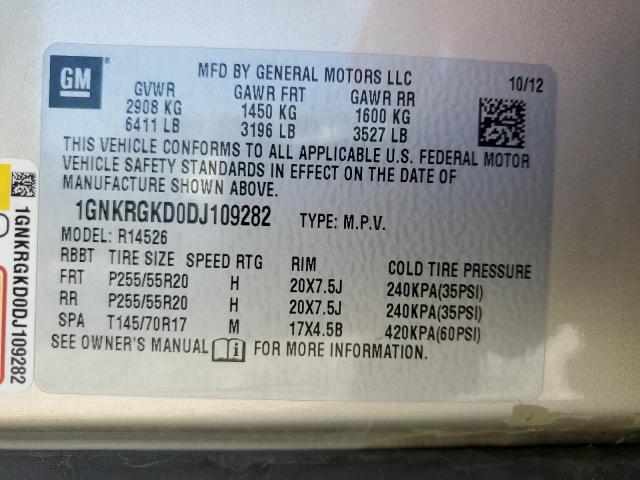 GM
MFD BY GENERAL MOTORS LLC
10/12
GVWR GAWR FRT GAWR RR
2908 KG 1450 KG 1600 KG
6411 LB 3196 LB 3527 LB
THIS VEHICLE CONFORMS TO ALL APPLICABLE U.S. FEDERAL MOTOR
VEHICLE SAFETY STANDARDS IN EFFECT ON THE DATE OF
MANUFACTURE SHOWN ABOVE.
1GNKRGKD0DJ109282 TYPE: M.P.V.
MODEL: R14526
RBBT TIRE SIZE SPEED RTG RIM COLD TIRE PRESSURE
FRT P255/55R20 H 20X7.5J 240KPA(35PSI)
RR P255/55R20 H 20X7.5J 240KPA(35PSI)
SPA T145/70R17 M 17X4.5B 420KPA(60PSI)
SEE OWNER'S MANUAL FOR MORE INFORMATION.
1GNKRGKD0DJ109282